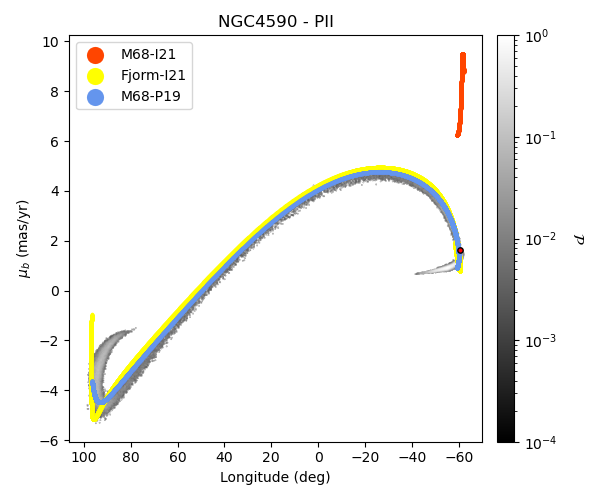 NGC4590 - PII
M68-I21
Fjorm-I21
M68-P19
10
8
6
4
2
0
−2
−4
−6
μb (mas/yr)
100 80 60 40 20 0 −20 −40 −60
Longitude (deg)
10⁰
10⁻¹
10⁻²
10⁻³
10⁻⁴
𝒫